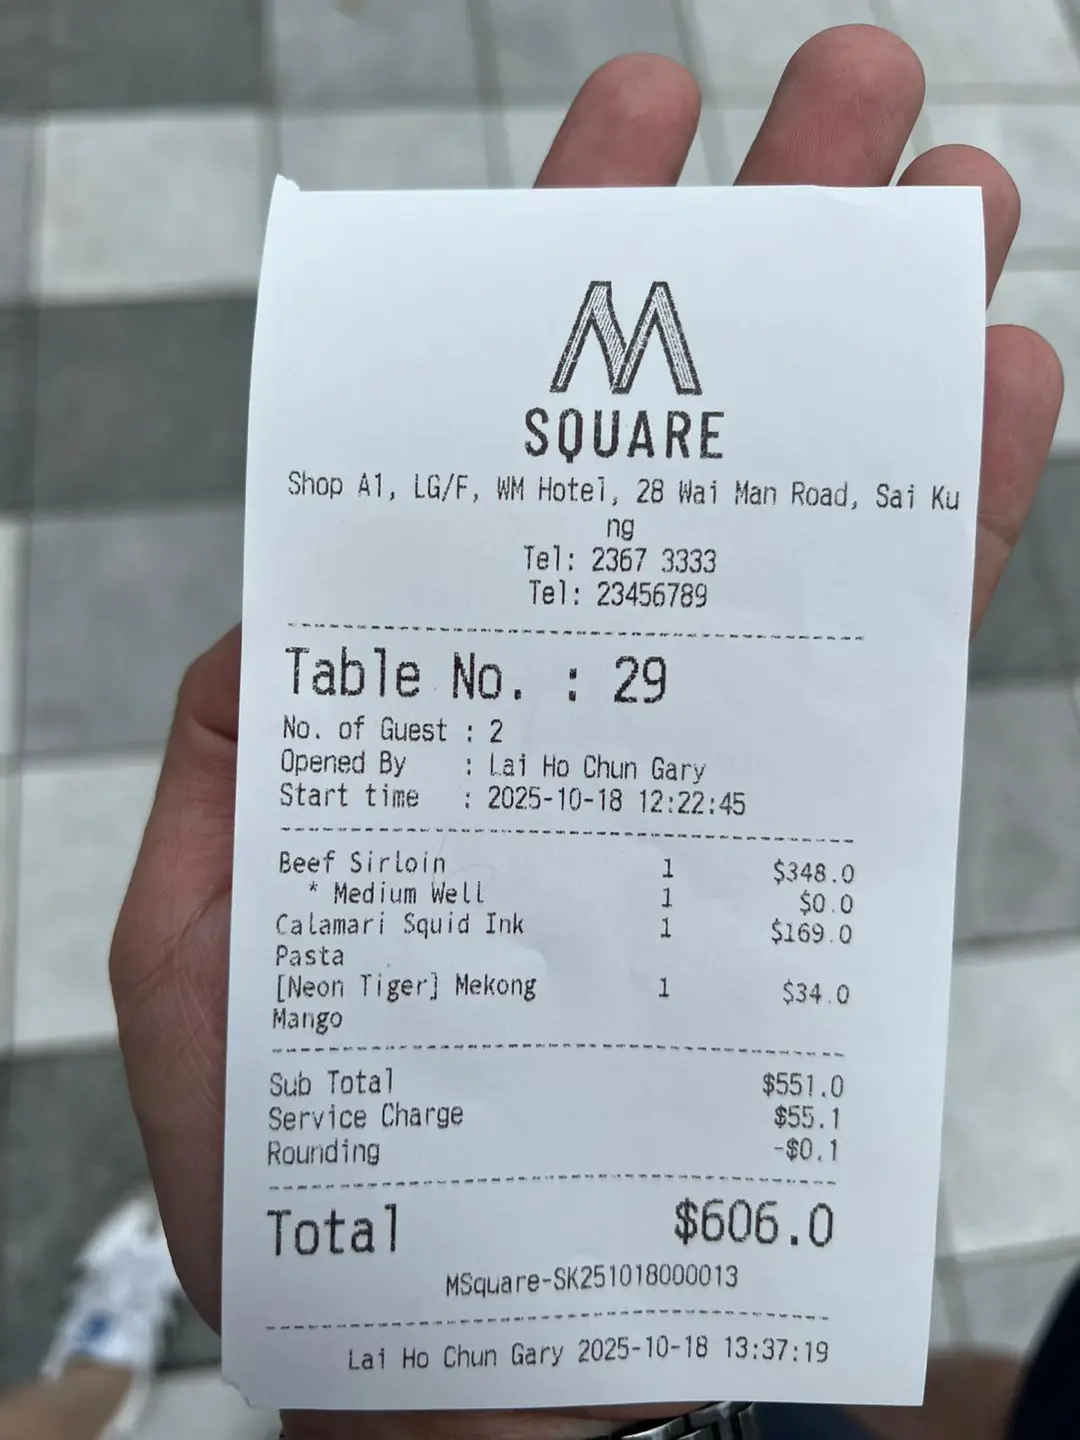 M
SQUARE
Shop A1, LG/F, WM Hotel, 28 Wai Man Road, Sai Ku
ng
Tel: 2367 3333
Tel: 23456789
Table No. : 29
No. of Guest : 2
Opened By : Lai Ho Chun Gary
Start time : 2025-10-18 12:22:45
Beef Sirloin 1 $348.0
* Medium Well 1 $0.0
Calamari Squid Ink 1 $169.0
Pasta
[Neon Tiger] Mekong 1 $34.0
Mango
Sub Total $551.0
Service Charge $55.1
Rounding -$0.1
Total $606.0
MSquare-SK251018000013
Lai Ho Chun Gary 2025-10-18 13:37:19